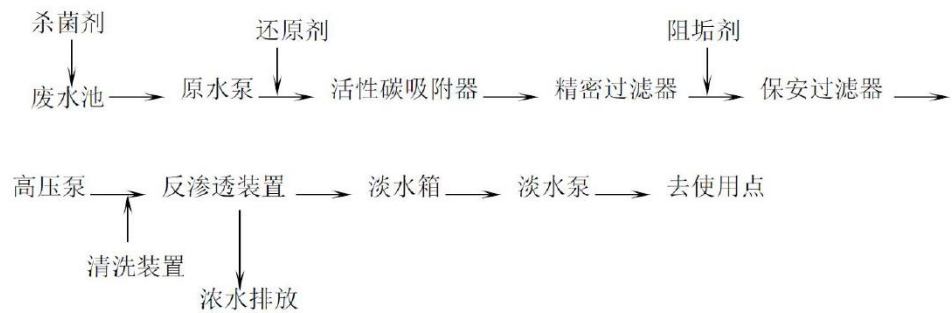 杀菌剂 还原剂 阻垢剂
废水池 原水泵 活性碳吸附器 精密过滤器 保安过滤器
高压泵 反渗透装置 淡水箱 淡水泵 去使用点
清洗装置
浓水排放